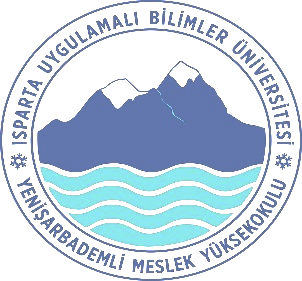 ISPARTA UYGULAMALI BİLİMLER ÜNİVERSİTESİ
YENİŞARBADEMLİ MESLEK YÜKSEKOKULU